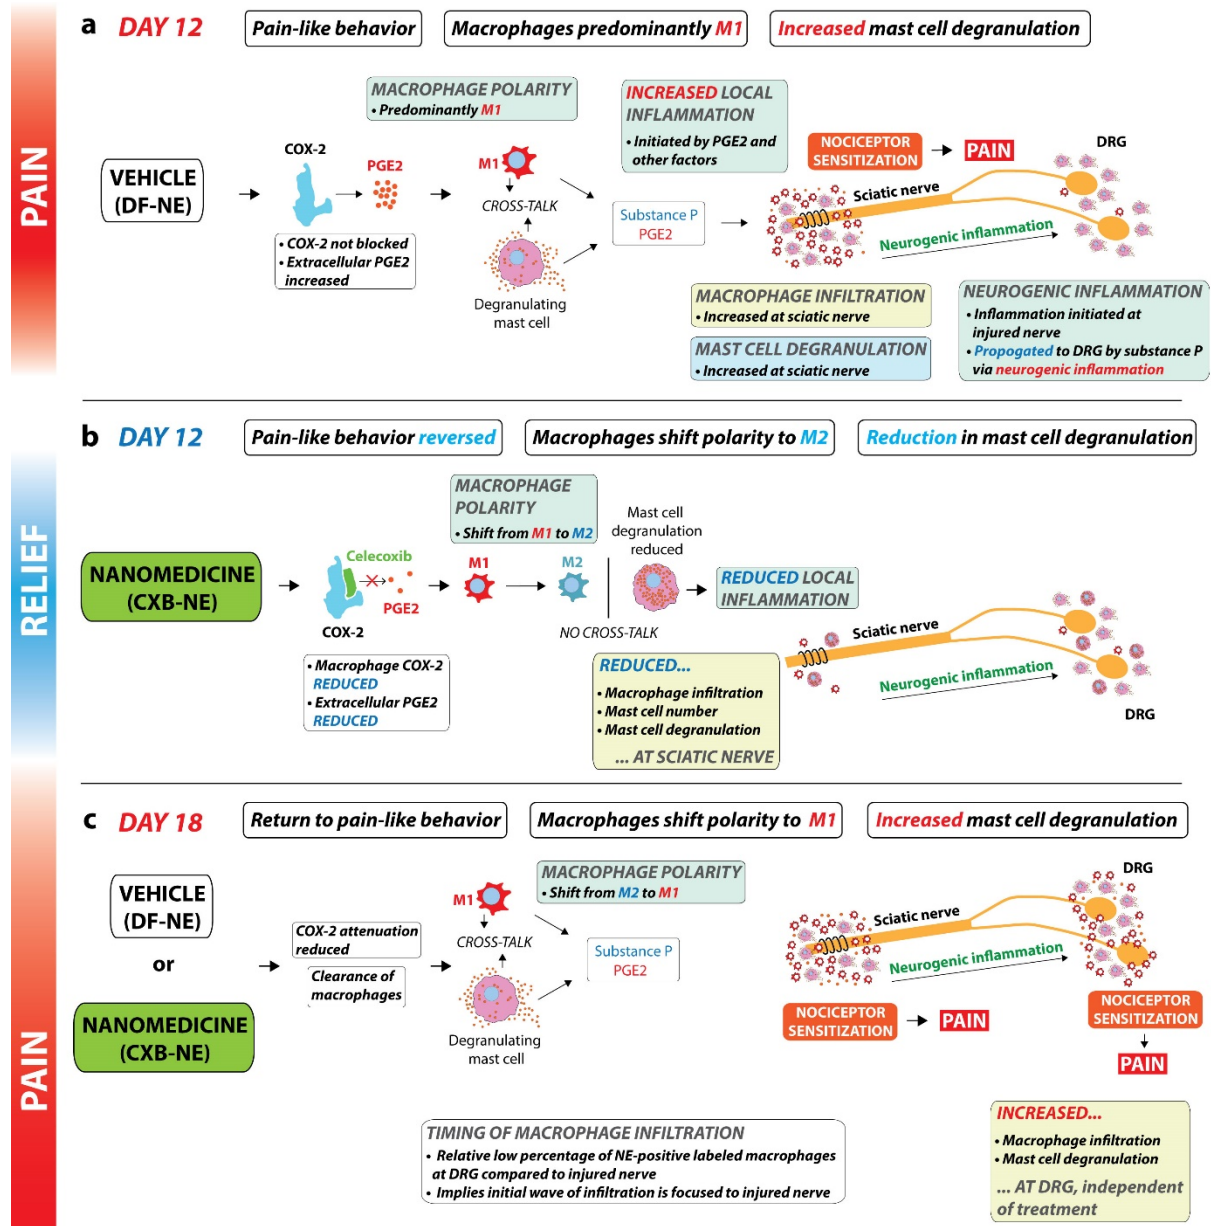 PAIN
a DAY 12
Pain-like behavior
Macrophages predominantly M1
Increased mast cell degranulation
MACROPHAGE POLARITY
• Predominantly M1
INCREASED LOCAL
INFLAMMATION
• Initiated by PGE2 and
other factors
VEHICLE
(DF-NE)
COX-2
PGE2
• COX-2 not blocked
• Extracellular PGE2
increased
M1
CROSS-TALK
Degranulating
mast cell
Substance P
PGE2
NOCICEPTOR
SENSITIZATION
PAIN
DRG
Sciatic nerve
Neurogenic inflammation
MACROPHAGE INFILTRATION
• Increased at sciatic nerve
MAST CELL DEGRANULATION
• Increased at sciatic nerve
NEUROGENIC INFLAMMATION
• Inflammation initiated at
injured nerve
• Propogated to DRG by substance P
via neurogenic inflammation
RELIEF
b DAY 12
Pain-like behavior reversed
Macrophages shift polarity to M2
Reduction in mast cell degranulation
MACROPHAGE
POLARITY
• Shift from M1 to M2
NANOMEDICINE
(CXB-NE)
Celecoxib
PGE2
COX-2
• Macrophage COX-2
REDUCED
• Extracellular PGE2
REDUCED
M1
M2
NO CROSS-TALK
Mast cell
degranulation
reduced
REDUCED LOCAL
INFLAMMATION
REDUCED...
• Macrophage infiltration
• Mast cell number
• Mast cell degranulation
... AT SCIATIC NERVE
Sciatic nerve
Neurogenic inflammation
DRG
PAIN
c DAY 18
Return to pain-like behavior
Macrophages shift polarity to M1
Increased mast cell degranulation
VEHICLE
(DF-NE)
or
NANOMEDICINE
(CXB-NE)
COX-2 attenuation
reduced
Clearance of
macrophages
MACROPHAGE POLARITY
• Shift from M2 to M1
M1
CROSS-TALK
Degranulating
mast cell
Substance P
PGE2
DRG
Sciatic nerve
Neurogenic inflammation
NOCICEPTOR
SENSITIZATION
PAIN
NOCICEPTOR
SENSITIZATION
PAIN
TIMING OF MACROPHAGE INFILTRATION
• Relative low percentage of NE-positive labeled macrophages
at DRG compared to injured nerve
• Implies initial wave of infiltration is focused to injured nerve
INCREASED...
• Macrophage infiltration
• Mast cell degranulation
... AT DRG, independent
of treatment